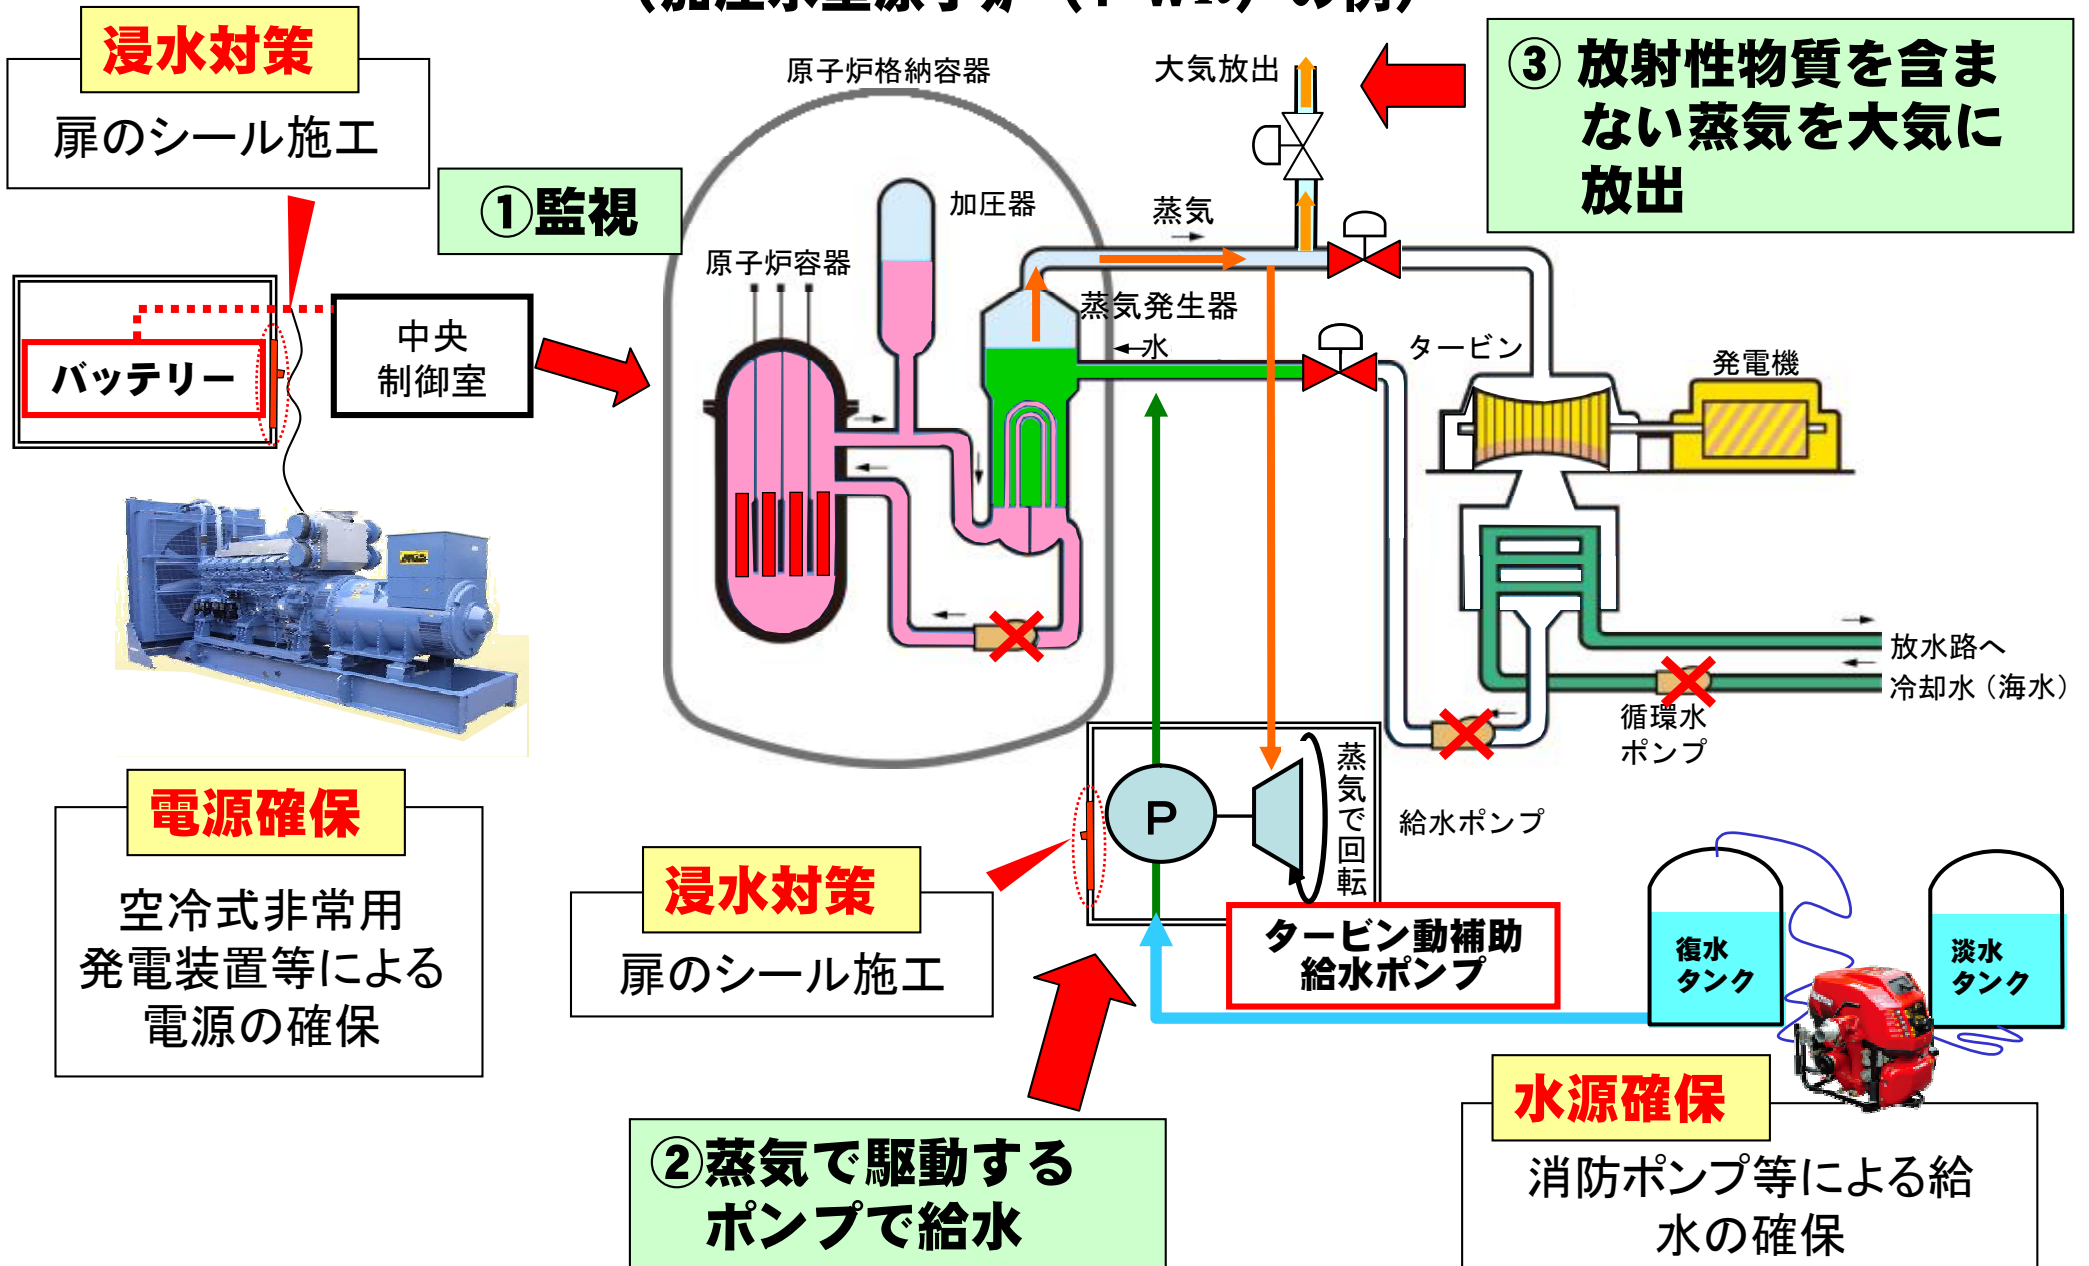 浸水対策
扉のシール施工
①監視
原子炉格納容器
大気放出
③ 放射性物質を含ま
ない蒸気を大気に
放出
加圧器
蒸気
原子炉容器
蒸気発生器
水
バッテリー
中央
制御室
タービン
発電機
放水路へ
冷却水（海水）
循環水
ポンプ
電源確保
空冷式非常用
発電装置等による
電源の確保
浸水対策
扉のシール施工
P
蒸気で回転
給水ポンプ
タービン動補助
給水ポンプ
復水
タンク
淡水
タンク
②蒸気で駆動する
ポンプで給水
水源確保
消防ポンプ等による給
水の確保